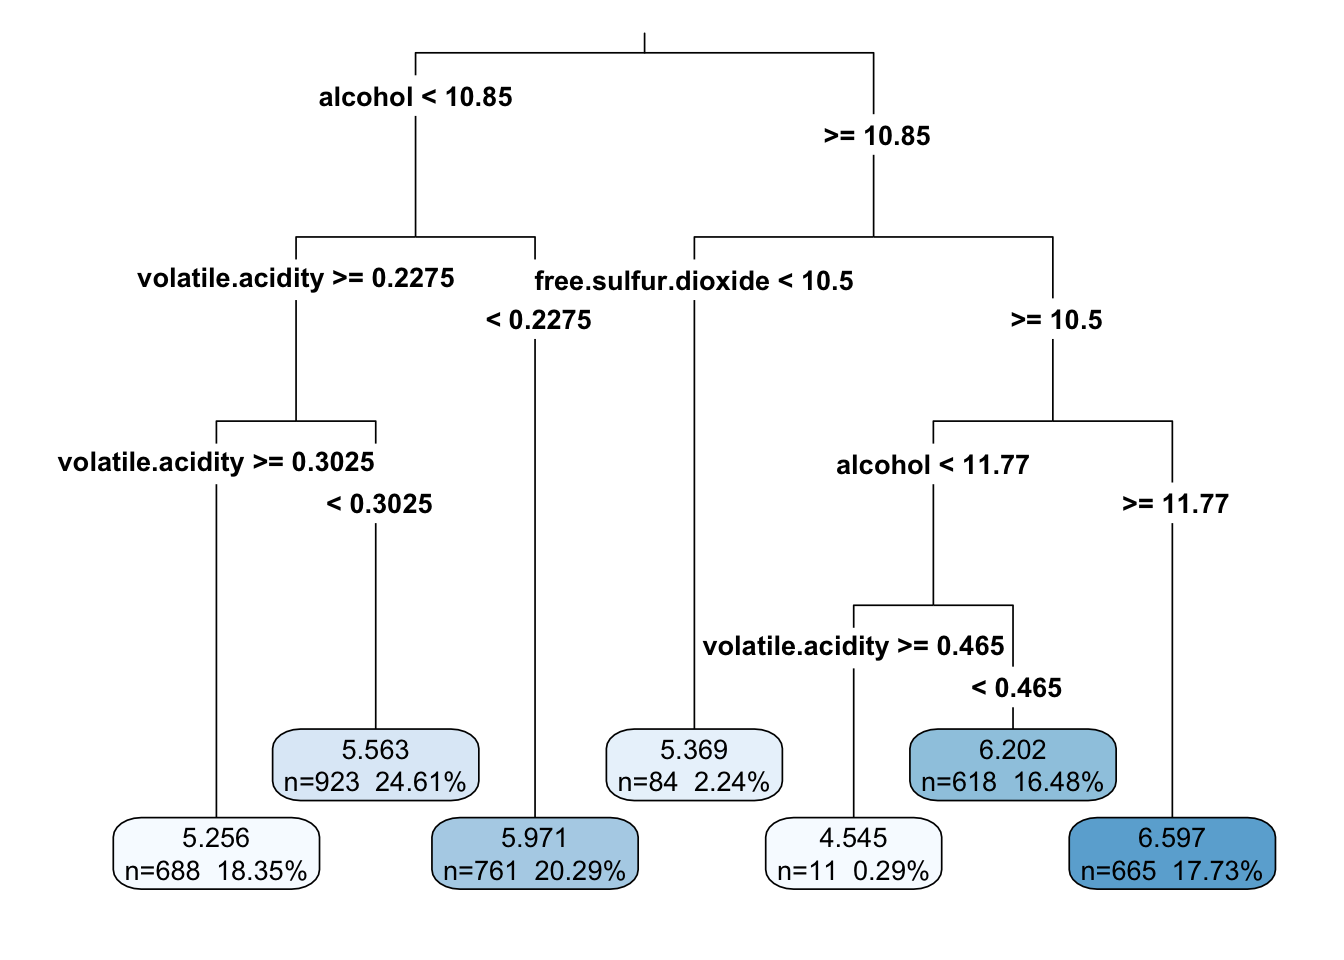 alcohol < 10.85
>= 10.85
volatile.acidity >= 0.2275
< 0.2275
free.sulfur.dioxide < 10.5
>= 10.5
volatile.acidity >= 0.3025
< 0.3025
alcohol < 11.77
>= 11.77
volatile.acidity >= 0.465
< 0.465
5.256
n=688 18.35%
5.563
n=923 24.61%
5.971
n=761 20.29%
5.369
n=84 2.24%
4.545
n=11 0.29%
6.202
n=618 16.48%
6.597
n=665 17.73%